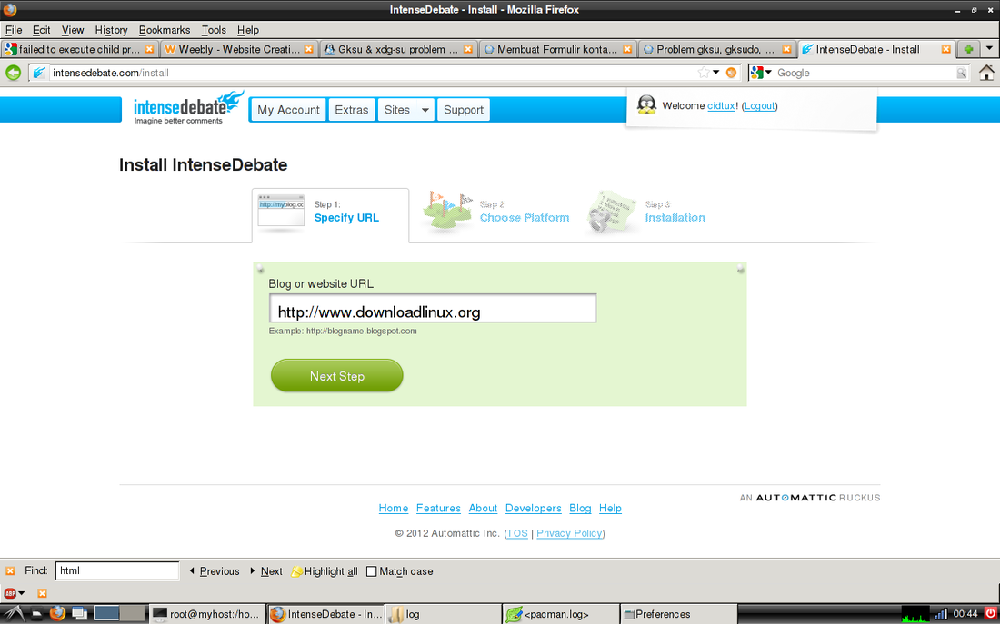 IntenseDebate - Install - Mozilla Firefox
File Edit View History Bookmarks Tools Help
failed to execute child pr... Weebly - Website Creati... Gksu & xdg-su problem ... Membuat Formulir konta... Problem gksu, gksudo, ... IntenseDebate - Install
intensedebate.com/install Google
intensedebate
Imagine better comments
My Account Extras Sites Support
Welcome cidtux! (Logout)
Install IntenseDebate
http://myblog.cc
Step 1:
Specify URL
Step 2:
Choose Platform
Step 3:
Installation
Blog or website URL
http://www.downloadlinux.org
Example: http://blogname.blogspot.com
Next Step
AN AUTOMATTIC RUCKUS
Home Features About Developers Blog Help
© 2012 Automattic Inc. (TOS | Privacy Policy)
Find: html Previous Next Highlight all Match case
ABP
root@myhost:/ho... IntenseDebate - In... log <pacman.log> Preferences 00:44